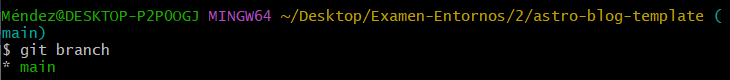 Méndez@DESKTOP-P2P0OGJ MINGW64 ~/Desktop/Examen-Entornos/2/astro-blog-template (
main)
$ git branch
* main